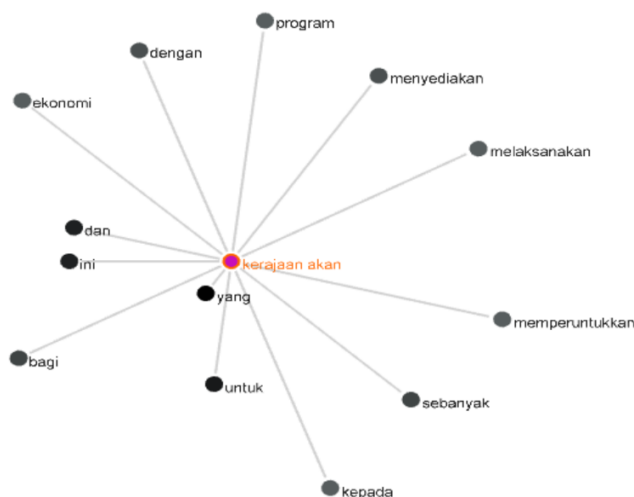 program
dengan
menyediakan
ekonomi
melaksanakan
dan
ini
kerajaan akan
yang
memperuntukkan
bagi
untuk
sebanyak
kepada